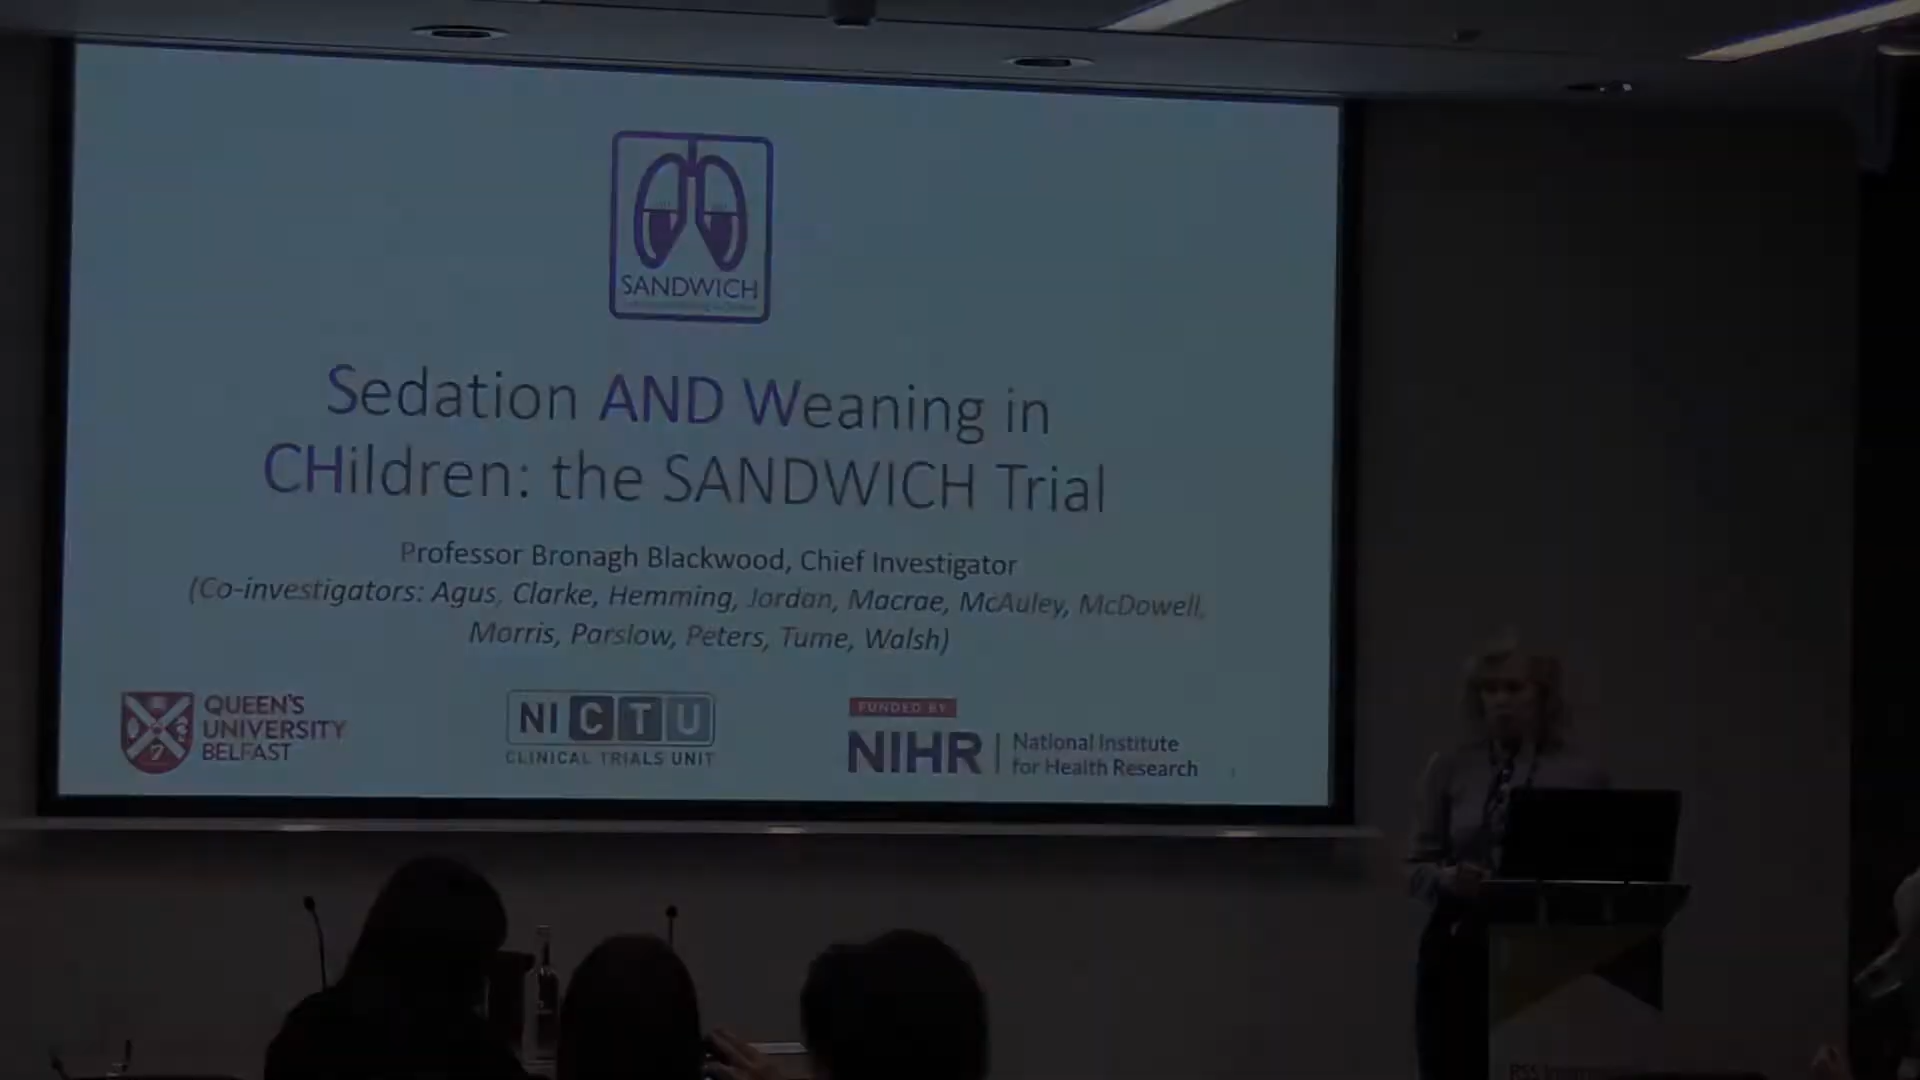 SANDWICH
Sedation AND Weaning in
CHildren: the SANDWICH Trial
Professor Bronagh Blackwood, Chief Investigator
(Co-investigators: Agus, Clarke, Hemming, Jordan, Macrae, McAuley, McDowell,
Morris, Parslow, Peters, Tume, Walsh)
QUEEN'S
UNIVERSITY
BELFAST
NICTU
CLINICAL TRIALS UNIT
FUNDED BY
NIHR
National Institute
for Health Research
RSS